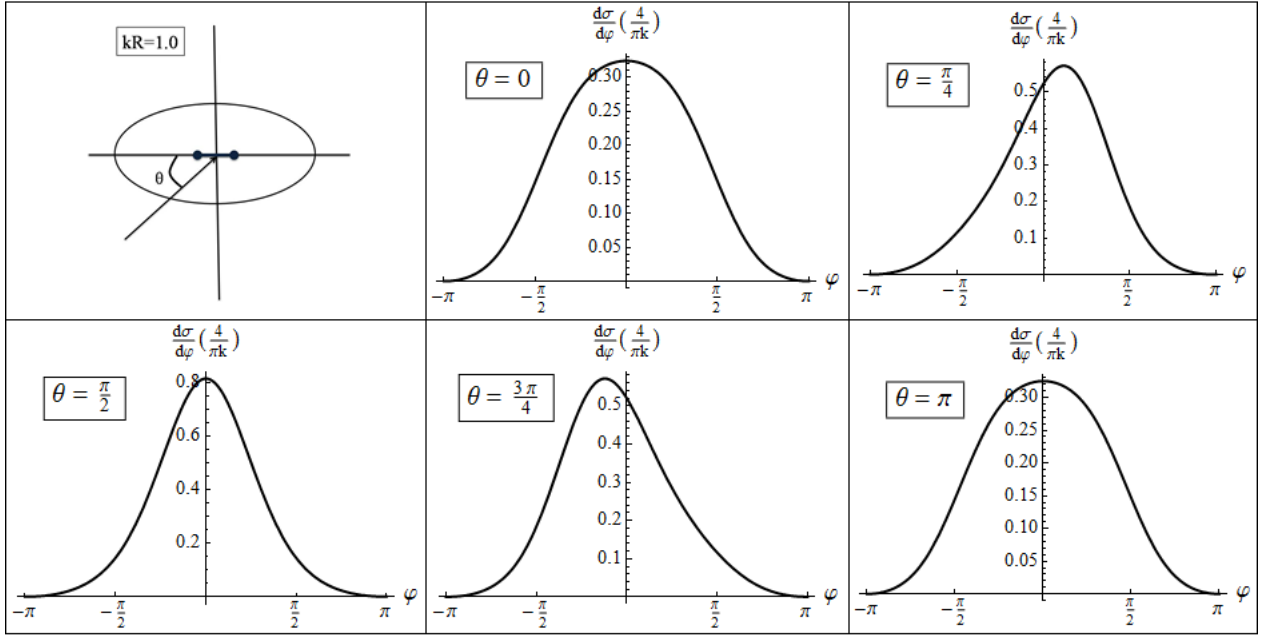 kR=1.0
θ
dσ/dφ (4/πk)
θ = 0
0.30
0.25
0.20
0.15
0.10
0.05
-π
-π/2
π/2
π
φ
dσ/dφ (4/πk)
θ = π/4
0.5
0.4
0.3
0.2
0.1
-π
-π/2
π/2
π
φ
dσ/dφ (4/πk)
θ = π/2
0.8
0.6
0.4
0.2
-π
-π/2
π/2
π
φ
dσ/dφ (4/πk)
θ = 3π/4
0.5
0.4
0.3
0.2
0.1
-π
-π/2
π/2
π
φ
dσ/dφ (4/πk)
θ = π
0.30
0.25
0.20
0.15
0.10
0.05
-π
-π/2
π/2
π
φ